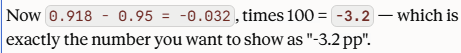 Now 0.918 - 0.95 = -0.032, times 100 = -3.2 — which is
exactly the number you want to show as "-3.2 pp".